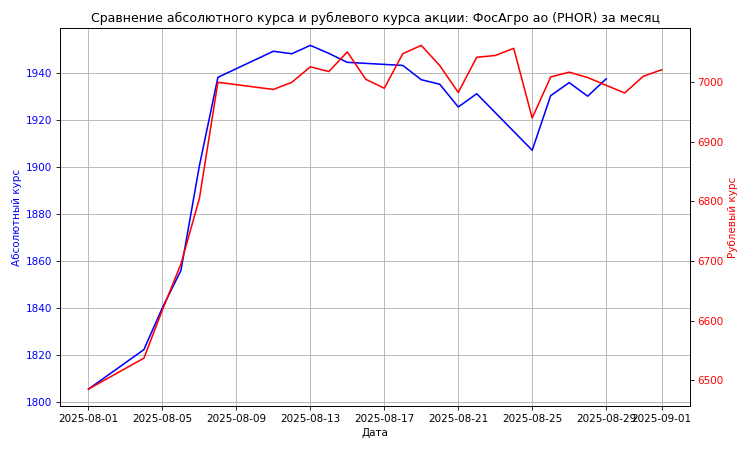 Сравнение абсолютного курса и рублевого курса акции: ФосАгро ао (PHOR) за месяц
1940
1920
1900
1880
1860
1840
1820
1800
Абсолютный курс
7000
6900
6800
6700
6600
6500
Рублевый курс
2025-08-01 2025-08-05 2025-08-09 2025-08-13 2025-08-17 2025-08-21 2025-08-25 2025-08-29 2025-09-01
Дата